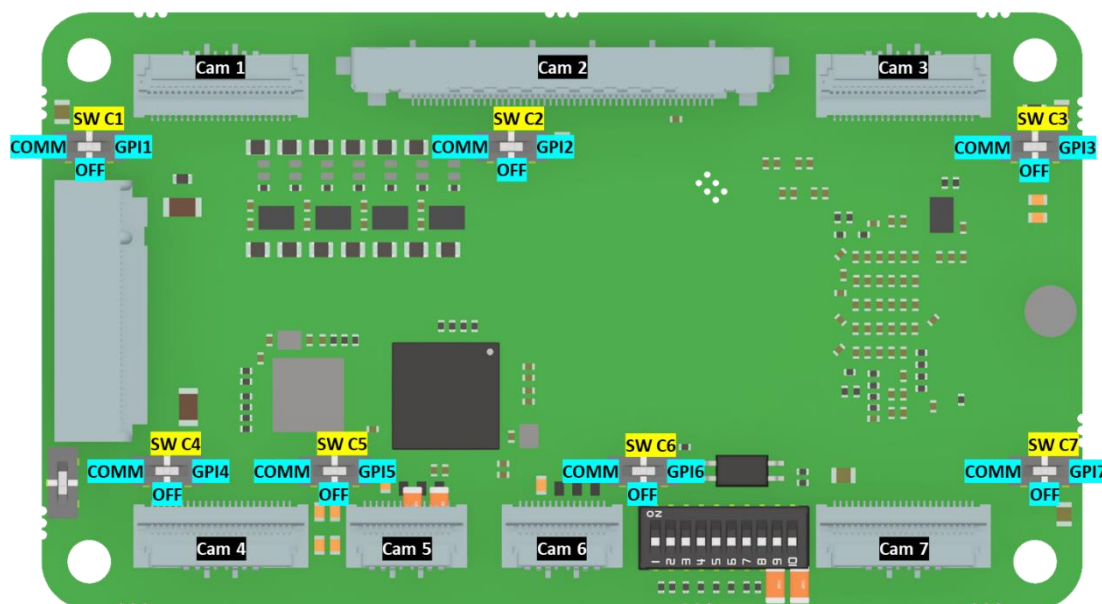 Cam 1
Cam 2
Cam 3
SW C1
COMM GPI1
OFF
SW C2
COMM GPI2
OFF
SW C3
COMM GPI3
OFF
SW C4
COMM GPI4
OFF
SW C5
COMM GPI5
OFF
SW C6
COMM GPI6
OFF
SW C7
COMM GPI7
OFF
Cam 4
Cam 5
Cam 6
ON
1 2 3 4 5 6 7 8 9 10
Cam 7